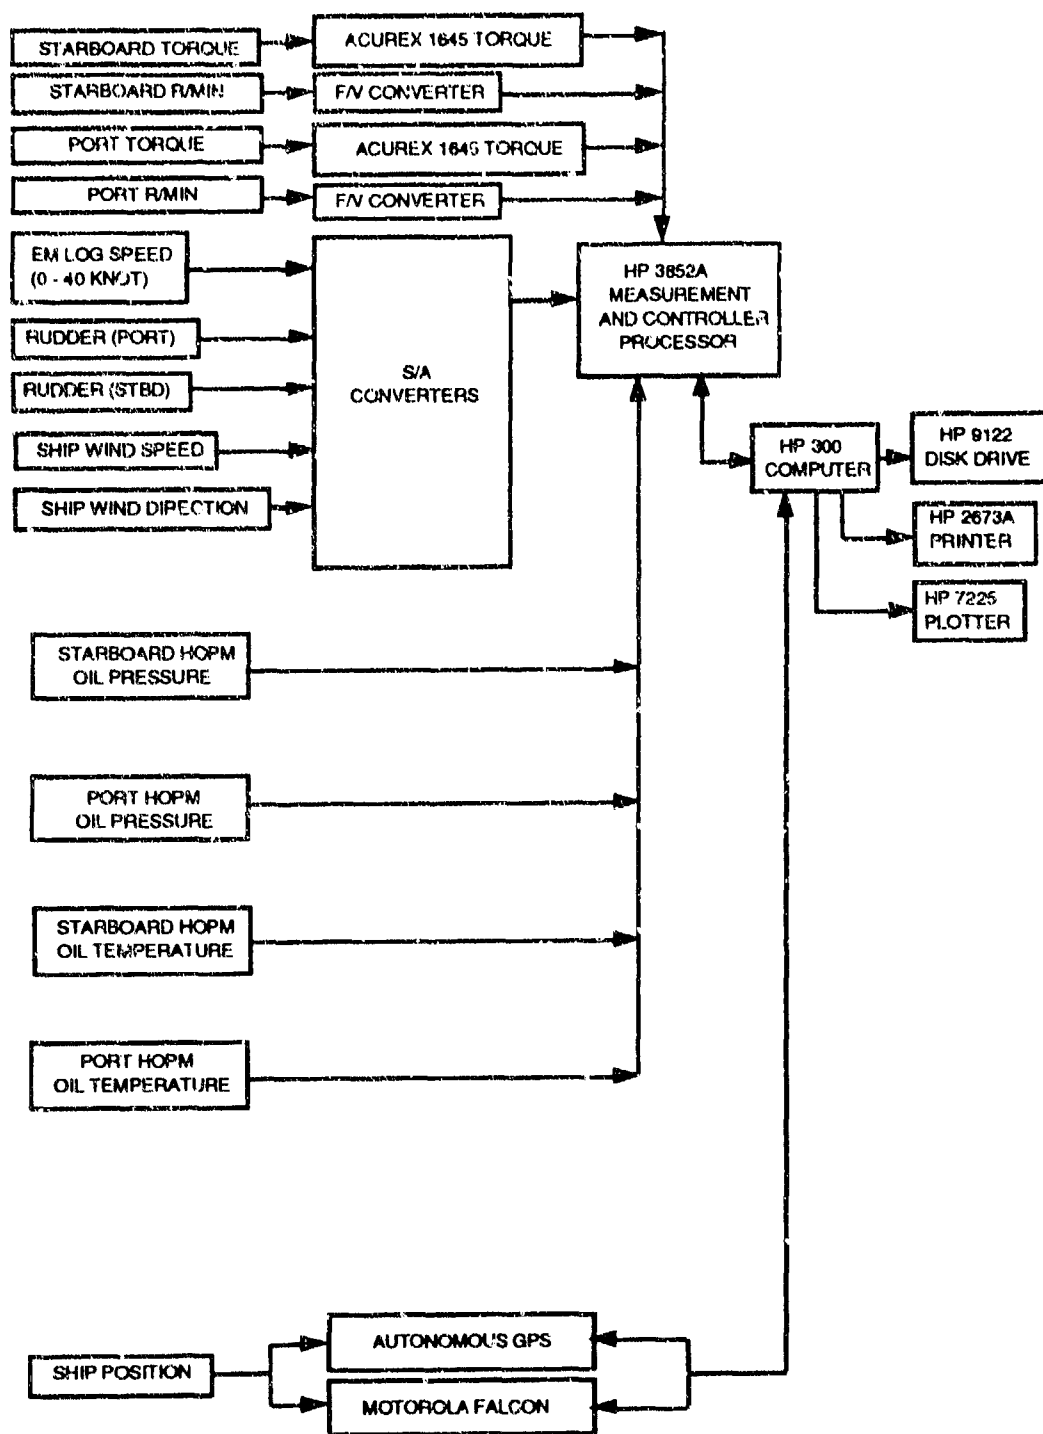 STARBOARD TORQUE
ACUREX 1645 TORQUE
STARBOARD R/MIN
F/V CONVERTER
PORT TORQUE
ACUREX 1645 TORQUE
PORT R/MIN
F/V CONVERTER
EM LOG SPEED
(0 - 40 KNOT)
RUDDER (PORT)
RUDDER (STBD)
SHIP WIND SPEED
SHIP WIND DIRECTION
S/A
CONVERTERS
HP 3852A
MEASUREMENT
AND CONTROLLER
PROCESSOR
HP 300
COMPUTER
HP 9122
DISK DRIVE
HP 2673A
PRINTER
HP 7225
PLOTTER
STARBOARD HOPM
OIL PRESSURE
PORT HOPM
OIL PRESSURE
STARBOARD HOPM
OIL TEMPERATURE
PORT HOPM
OIL TEMPERATURE
SHIP POSITION
AUTONOMOUS GPS
MOTOROLA FALCON